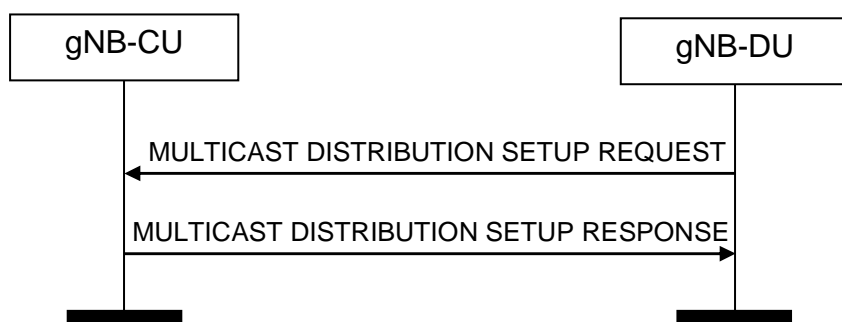 gNB-CU
gNB-DU
MULTICAST DISTRIBUTION SETUP REQUEST
MULTICAST DISTRIBUTION SETUP RESPONSE